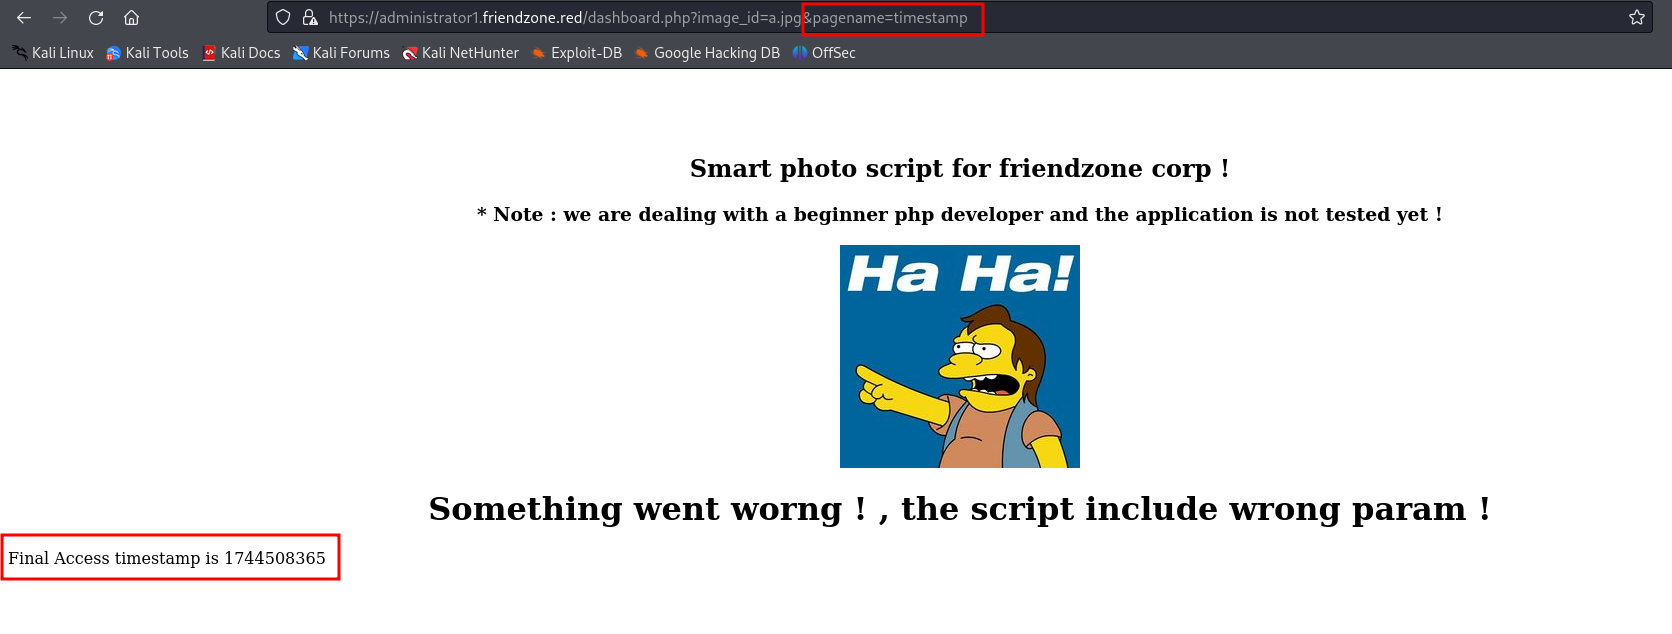 https://administrator1.friendzone.red/dashboard.php?image_id=a.jpg&pagename=timestamp
Kali Linux Kali Tools Kali Docs Kali Forums Kali NetHunter Exploit-DB Google Hacking DB OffSec
Smart photo script for friendzone corp !
* Note : we are dealing with a beginner php developer and the application is not tested yet !
Ha Ha!
Something went worng ! , the script include wrong param !
Final Access timestamp is 1744508365